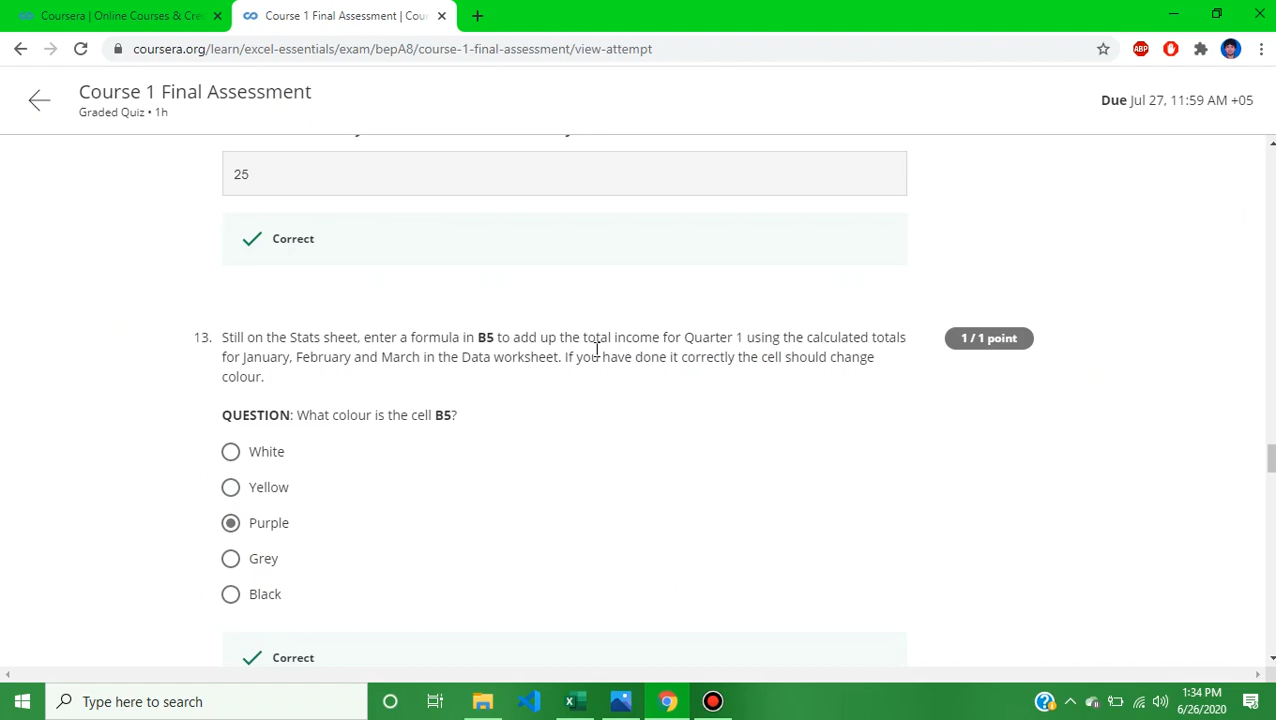 Coursera | Online Courses & Cre
Course 1 Final Assessment | Cou
coursera.org/learn/excel-essentials/exam/bepA8/course-1-final-assessment/view-attempt
ABP
Course 1 Final Assessment
Graded Quiz • 1h
Due Jul 27, 11:59 AM +05
25
Correct
13. Still on the Stats sheet, enter a formula in B5 to add up the total income for Quarter 1 using the calculated totals
for January, February and March in the Data worksheet. If you have done it correctly the cell should change
colour.
1 / 1 point
QUESTION: What colour is the cell B5?
White
Yellow
Purple
Grey
Black
Correct
Type here to search
1:34 PM
6/26/2020